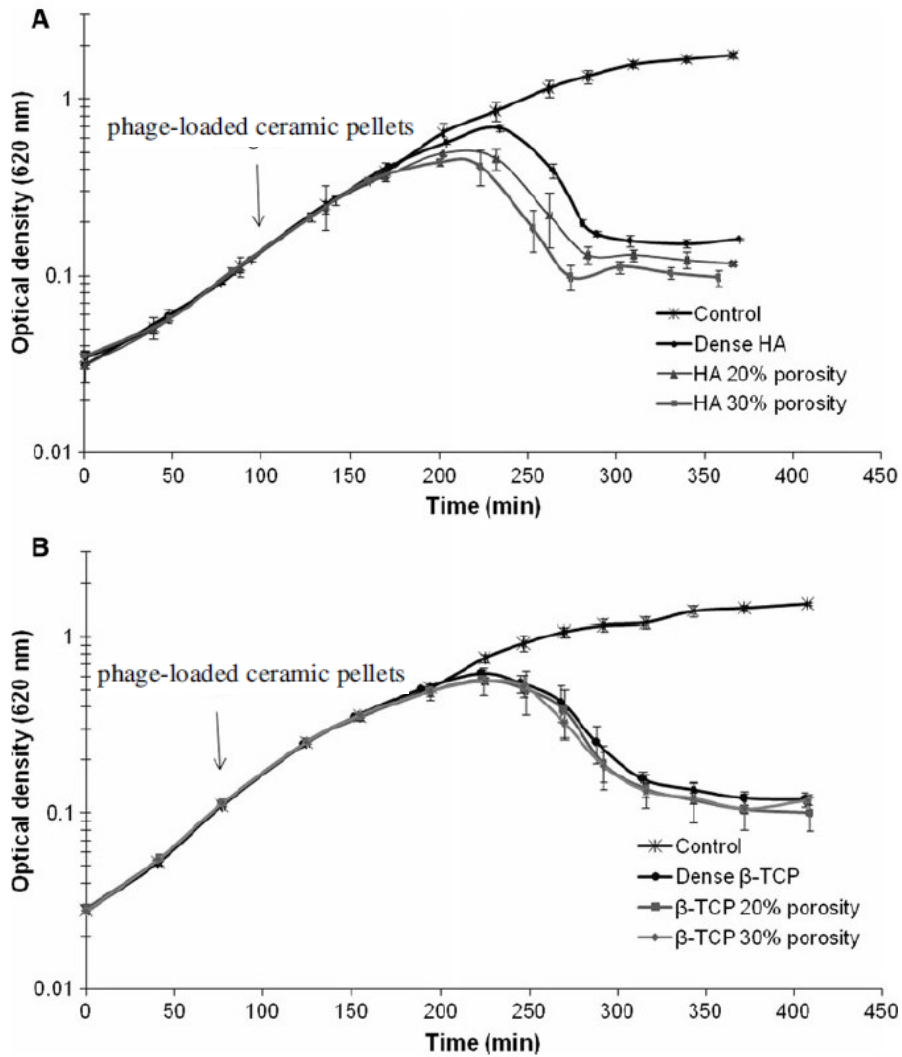 A
1
0.1
0.01
Optical density (620 nm)
phage-loaded ceramic pellets
Control
Dense HA
HA 20% porosity
HA 30% porosity
0 50 100 150 200 250 300 350 400 450
Time (min)
B
1
0.1
0.01
Optical density (620 nm)
phage-loaded ceramic pellets
Control
Dense β-TCP
β-TCP 20% porosity
β-TCP 30% porosity
0 50 100 150 200 250 300 350 400 450
Time (min)